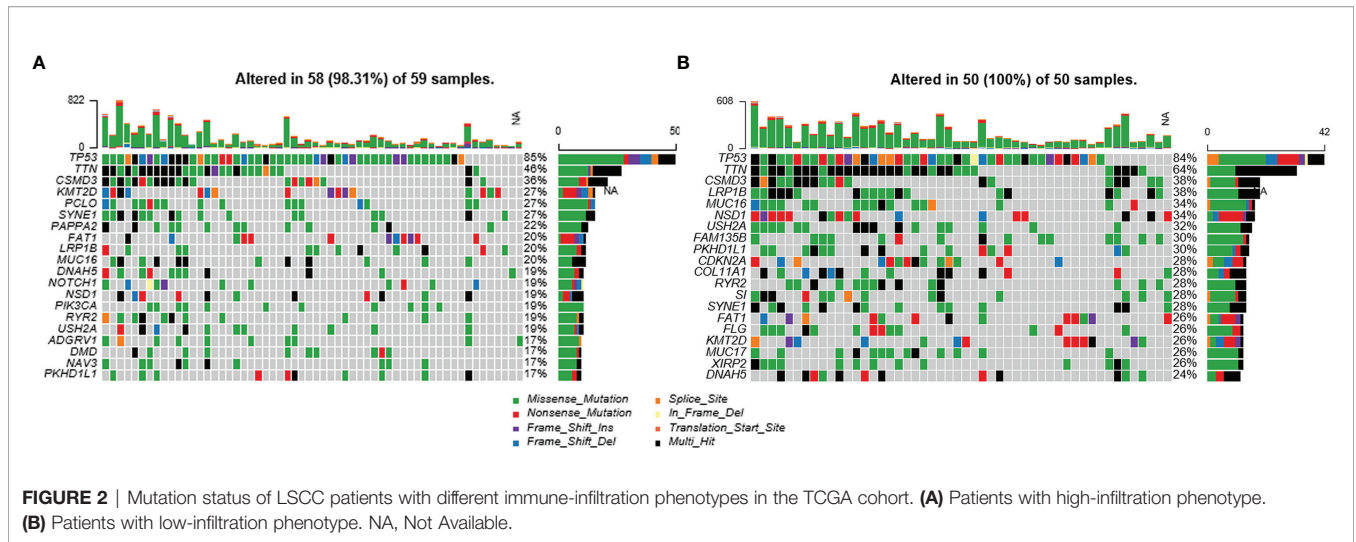 A
Altered in 58 (98.31%) of 59 samples.
822
0
NA
0 50
TP53 85%
TTN 46%
CSMD3 36%
KMT2D 27% NA
PCLO 27%
SYNE1 27%
PAPPA2 22%
FAT1 20%
LRP1B 20%
MUC16 20%
DNAH5 19%
NOTCH1 19%
NSD1 19%
PIK3CA 19%
RYR2 19%
USH2A 19%
ADGRV1 17%
DMD 17%
NAV3 17%
PKHD1L1 17%
B
Altered in 50 (100%) of 50 samples.
608
0
NA
0 42
TP53 84%
TTN 64%
CSMD3 38%
LRP1B 38% A
MUC16 34%
NSD1 34%
USH2A 32%
FAM135B 30%
PKHD1L1 30%
CDKN2A 28%
COL11A1 28%
RYR2 28%
SI 28%
SYNE1 28%
FAT1 26%
FLG 26%
KMT2D 26%
MUC17 26%
XIRP2 26%
DNAH5 24%
Missense_Mutation Splice_Site
Nonsense_Mutation In_Frame_Del
Frame_Shift_Ins Translation_Start_Site
Frame_Shift_Del Multi_Hit
FIGURE 2 | Mutation status of LSCC patients with different immune-infiltration phenotypes in the TCGA cohort. (A) Patients with high-infiltration phenotype.
(B) Patients with low-infiltration phenotype. NA, Not Available.